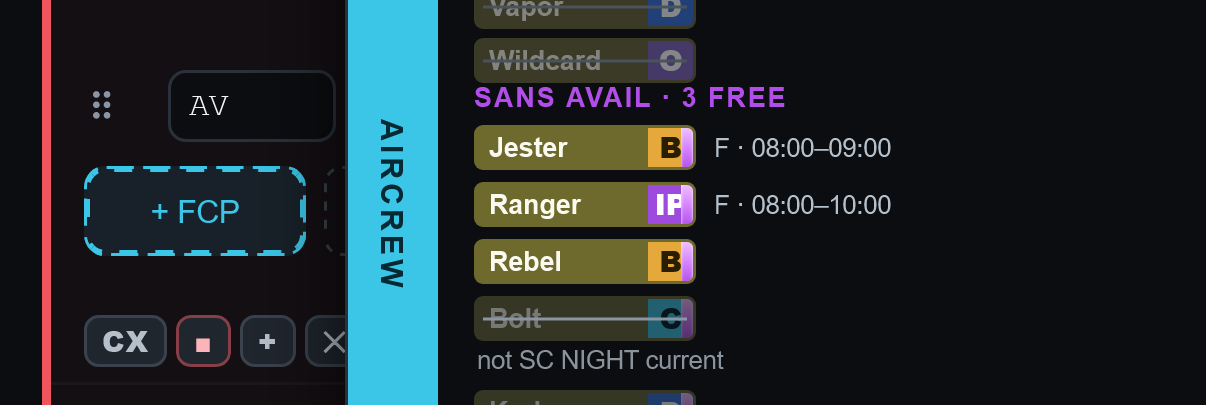 AV
+ FCP
CX
+
AIRCREW
Vapor D
Wildcard C
SANS AVAIL · 3 FREE
Jester B F · 08:00–09:00
Ranger IP F · 08:00–10:00
Rebel B
Bolt C
not SC NIGHT current